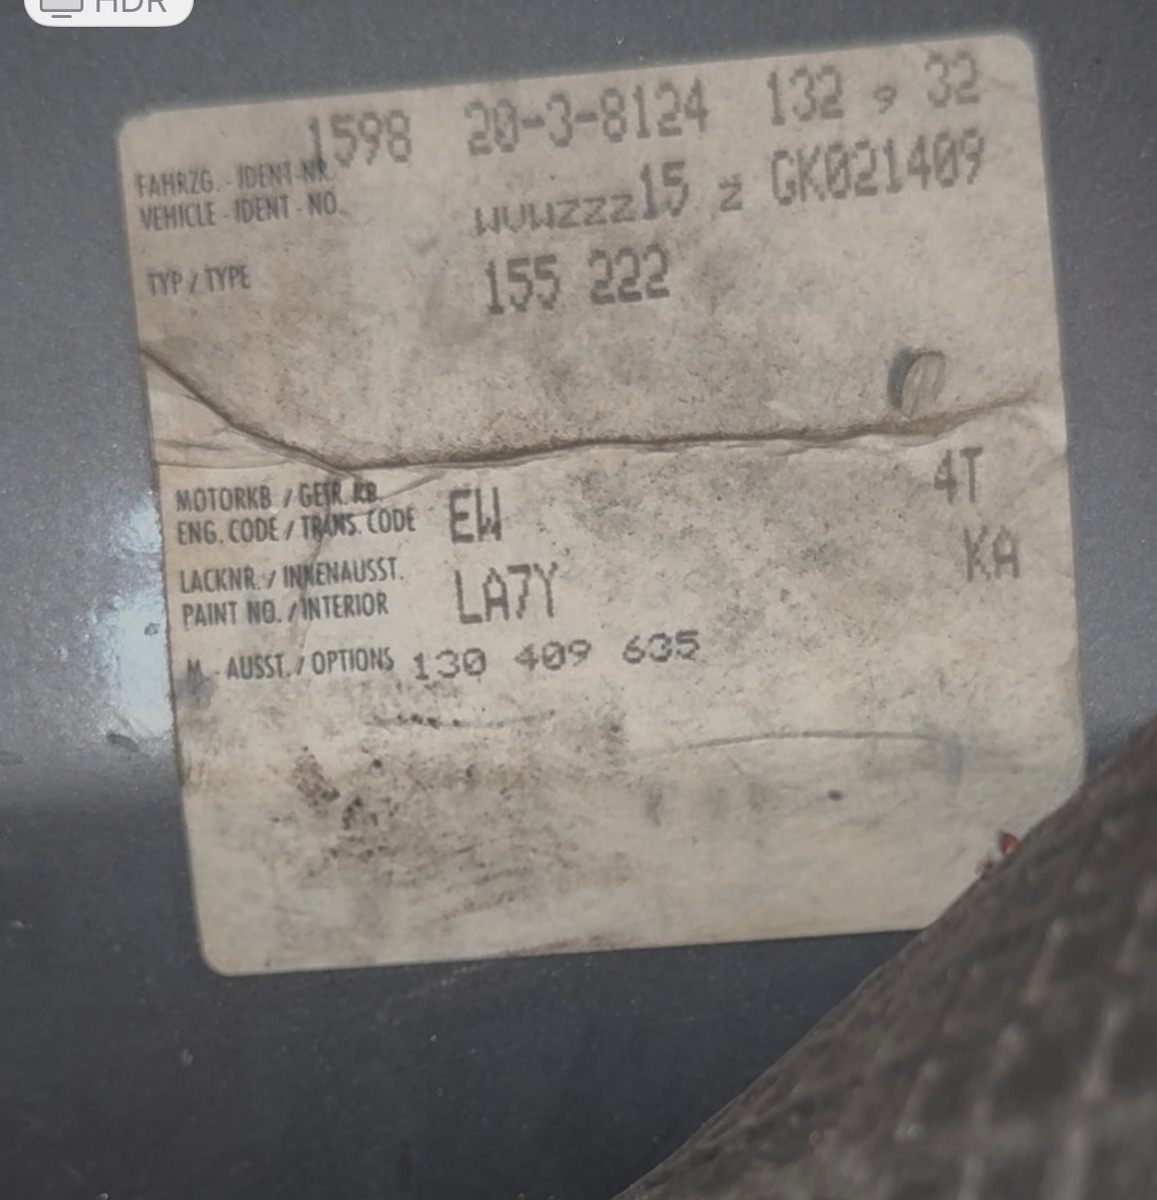 HDR
1598 20-3-8124 132 9 32
FAHRZG. - IDENT-NR.
VEHICLE - IDENT - NO. WVWZZZ15 Z GK021409
TYP / TYPE 155 222
MOTORKB / GETR. KB. 4T
ENG. CODE / TRANS. CODE EW
LACKNR. / INNENAUSST. KA
PAINT NO. / INTERIOR LA7Y
M - AUSST. / OPTIONS 130 409 635